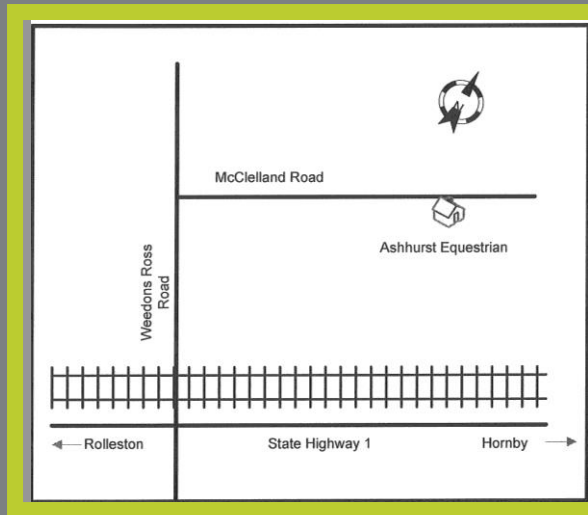 McClelland Road
Ashhurst Equestrian
Weedons Ross
Road
Rolleston
State Highway 1
Hornby